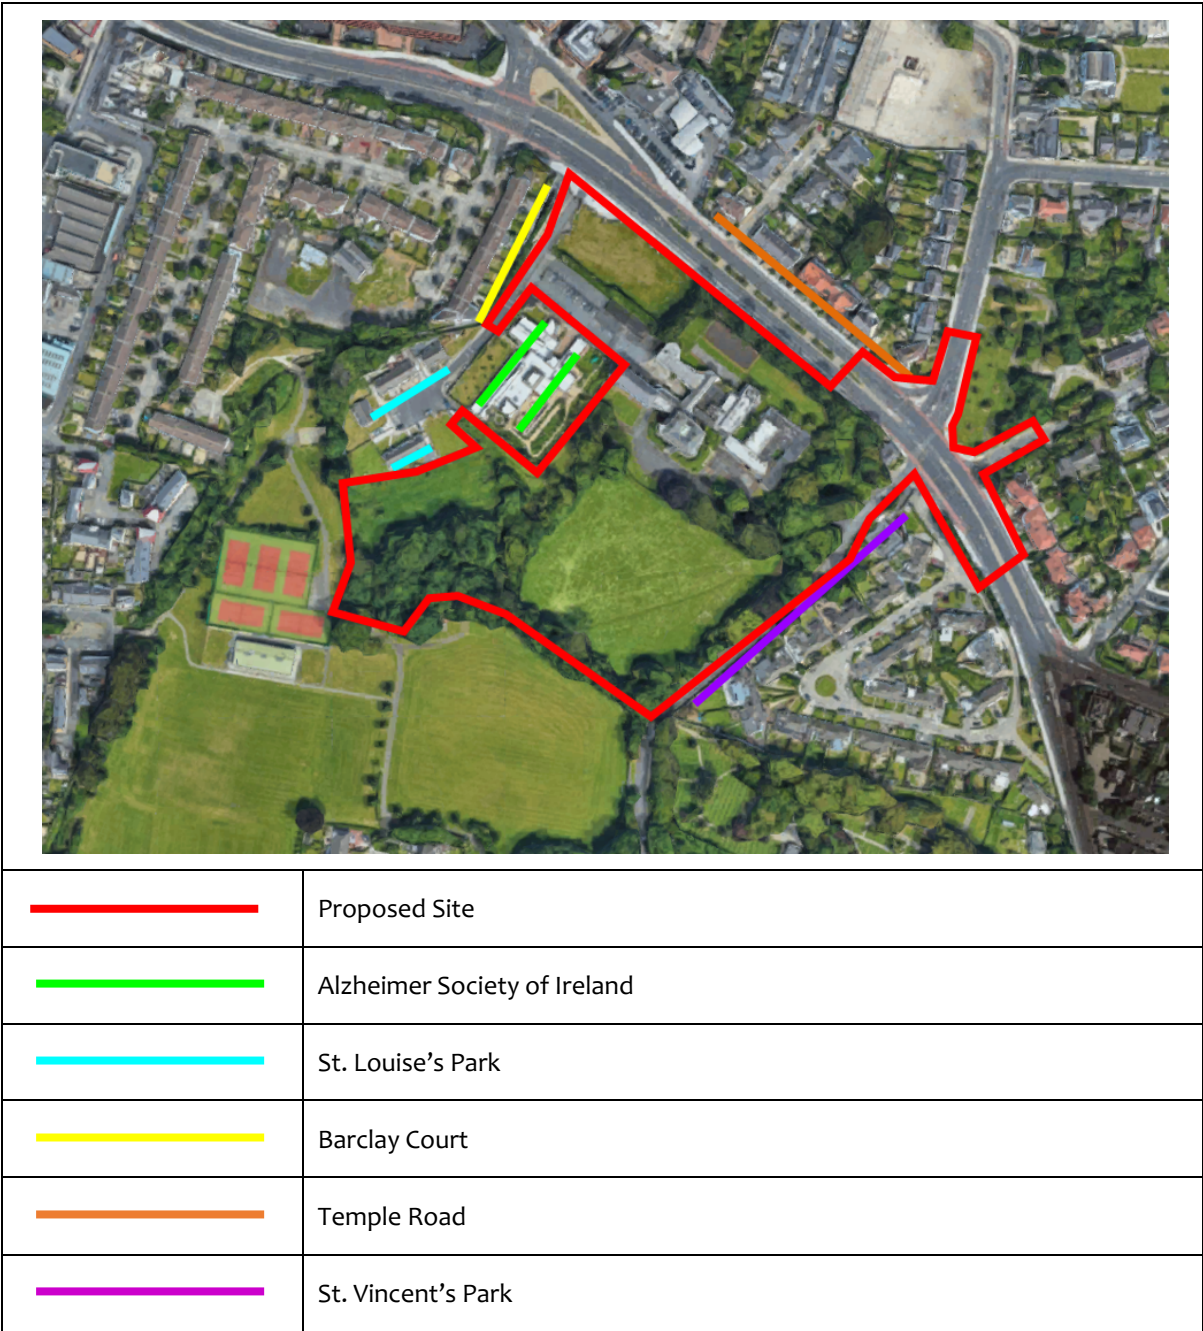 Proposed Site
Alzheimer Society of Ireland
St. Louise’s Park
Barclay Court
Temple Road
St. Vincent’s Park